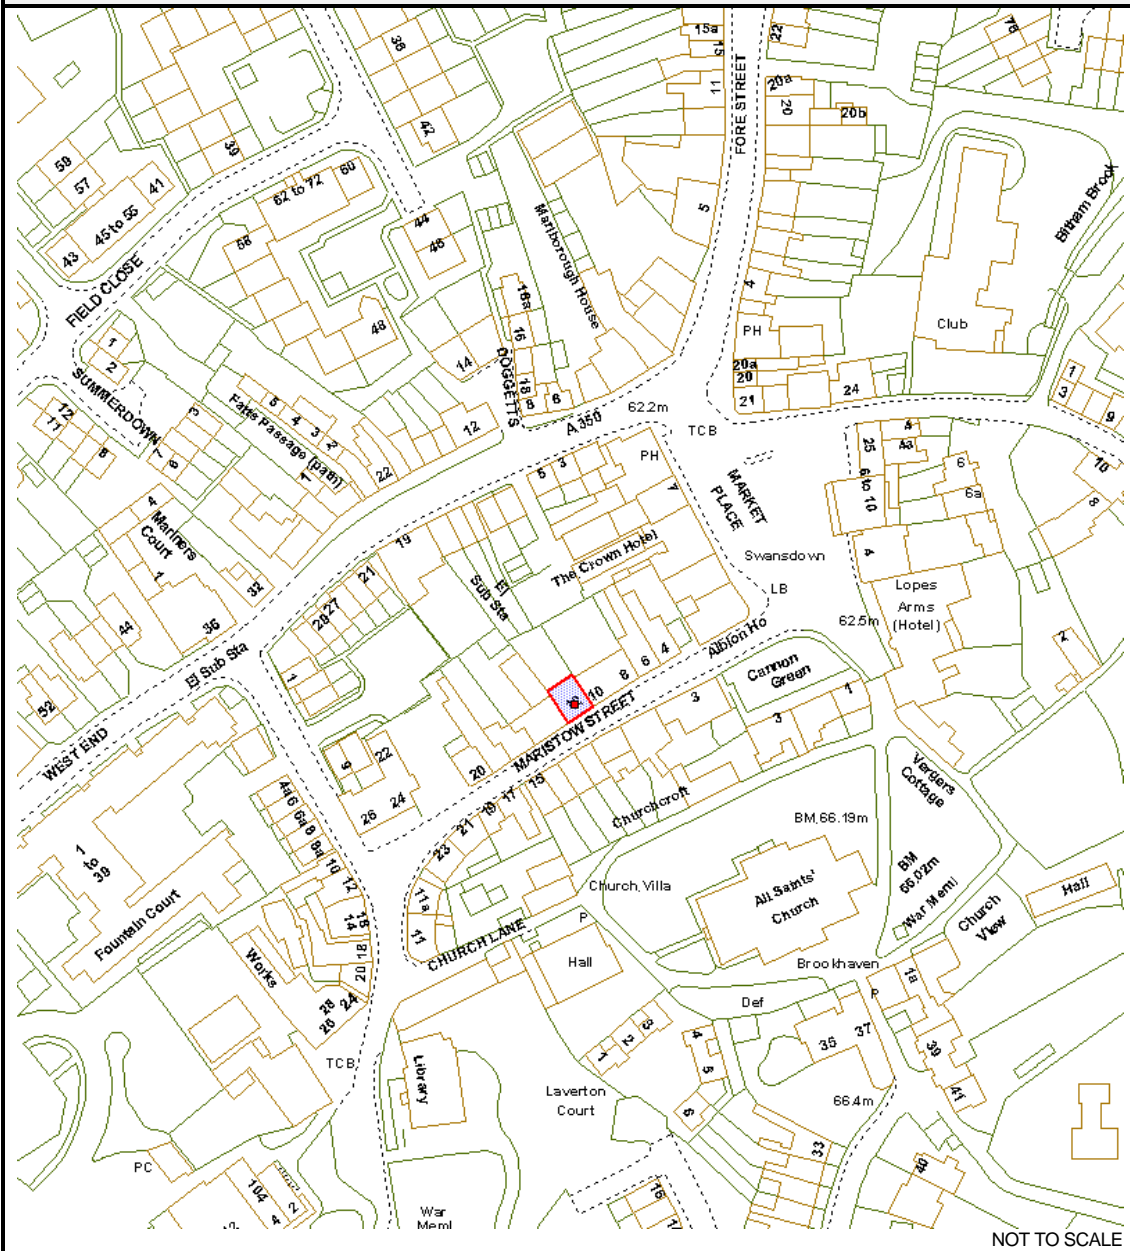 15a
15
11
38
42
39
FORE STREET
22
20a
20
20b
76
59
57
41
45 to 55
43
62 to 72
60
58
44
46
48
Marlborough House
5
4
PH
Club
Bitham Brook
FIELD CLOSE
1
2
SUMMERDOWN
12
11
8
3
7
6
5
4
3
2
1
Fatts Passage (path)
22
14
12
16a
16
18
8
6
DOGGETTS
A 350
62.2m
TCB
20a
20
21
24
1
3
9
10
8
4
Mariners
Court
1
44
36
32
52
El Sub Sta
WEST END
19
21
27
29
1
5
3
PH
7
MARKET
PLACE
El
Sub Sta
The Crown Hotel
Swansdown
LB
62.5m
25
4
4a
6 to 10
6
6a
4
Lopes
Arms
(Hotel)
2
4
6
8
10
Albion Ho
Cannon
Green
MARISTOW STREET
3
3
1
20
22
24
26
9
15
17
19
21
23
11a
11
Churchcroft
Church Villa
CHURCH LANE
P
Hall
BM 66.19m
All Saints'
Church
Vergers
Cottage
BM
66.02m
War Meml
Church
View
Hall
Brookhaven
1
to
39
Fountain Court
4a
6
6a
8
8a
10
12
14
16
18
20
24
26
28
Works
TCB
PC
Library
Laverton
Court
1
2
3
4
5
6
Def
P
35
37
1a
39
41
66.4m
33
40
16
104
2
4
War
Meml
NOT TO SCALE